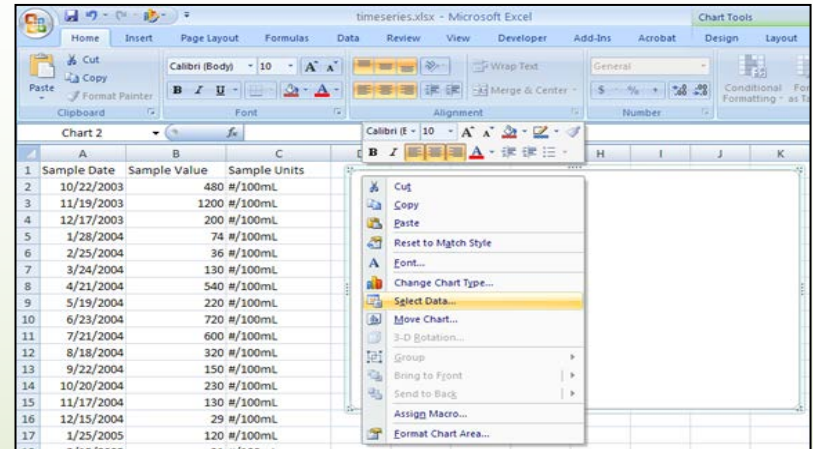 timeseries.xlsx - Microsoft Excel
Chart Tools
Home Insert Page Layout Formulas Data Review View Developer Add-Ins Acrobat Design Layout
Cut
Copy
Format Painter
Paste
Calibri (Body) 10 A A
B I U A
Wrap Text
Merge & Center
General
$ % ,
Conditional
Formatting as
Clipboard Font Alignment Number
Chart 2 fx
Calibri (E 10 A A
B I A
A B C H I J K
1 Sample Date Sample Value Sample Units
2 10/22/2003 480 #/100mL
3 11/19/2003 1200 #/100mL
4 12/17/2003 200 #/100mL
5 1/28/2004 74 #/100mL
6 2/25/2004 36 #/100mL
7 3/24/2004 130 #/100mL
8 4/21/2004 540 #/100mL
9 5/19/2004 220 #/100mL
10 6/23/2004 720 #/100mL
11 7/21/2004 600 #/100mL
12 8/18/2004 320 #/100mL
13 9/22/2004 150 #/100mL
14 10/20/2004 230 #/100mL
15 11/17/2004 130 #/100mL
16 12/15/2004 29 #/100mL
17 1/25/2005 120 #/100mL
Cut
Copy
Paste
Reset to Match Style
Font...
Change Chart Type...
Select Data...
Move Chart...
3-D Rotation...
Group
Bring to Front
Send to Back
Assign Macro...
Format Chart Area...